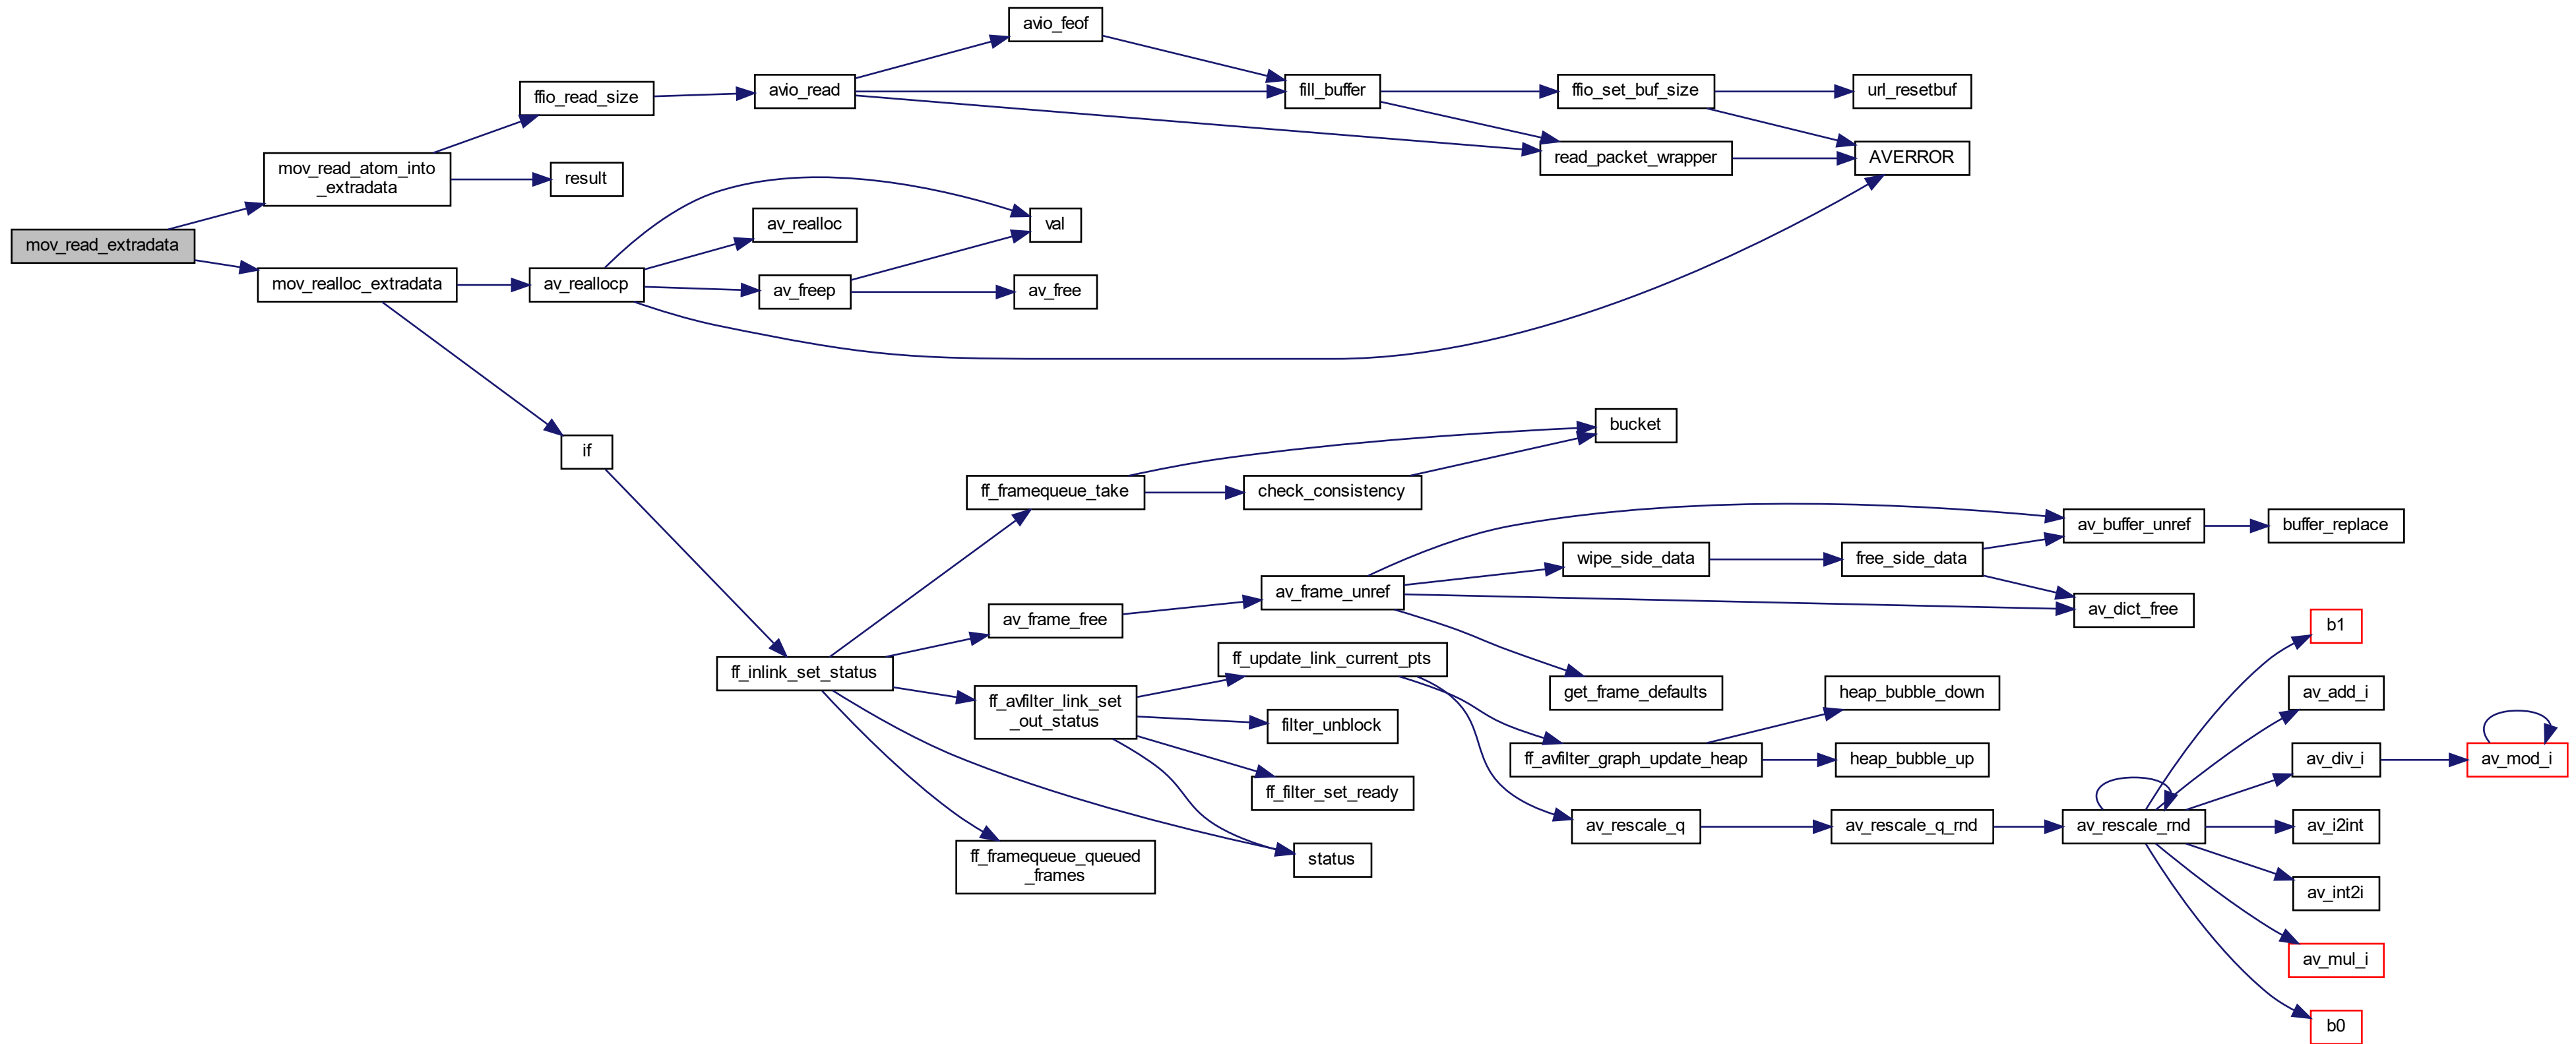 mov_read_extradata
mov_read_atom_into
_extradata
mov_realloc_extradata
ffio_read_size
result
av_reallocp
if
avio_read
av_realloc
av_freep
ff_inlink_set_status
avio_feof
val
av_free
ff_framequeue_take
av_frame_free
ff_avfilter_link_set
_out_status
ff_framequeue_queued
_frames
fill_buffer
check_consistency
av_frame_unref
ff_update_link_current_pts
filter_unblock
ff_filter_set_ready
status
ffio_set_buf_size
read_packet_wrapper
bucket
wipe_side_data
get_frame_defaults
ff_avfilter_graph_update_heap
av_rescale_q
url_resetbuf
AVERROR
free_side_data
heap_bubble_down
heap_bubble_up
av_rescale_q_rnd
av_buffer_unref
av_dict_free
av_rescale_rnd
buffer_replace
b1
av_add_i
av_div_i
av_i2int
av_int2i
av_mul_i
b0
av_mod_i